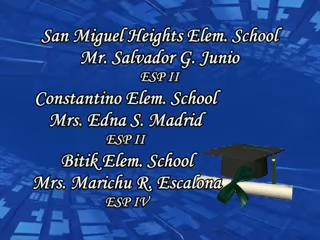 San Miguel Heights Elem. School
Mr. Salvador G. Junio
ESP II
Constantino Elem. School
Mrs. Edna S. Madrid
ESP II
Bitik Elem. School
Mrs. Marichu R. Escalona
ESP IV